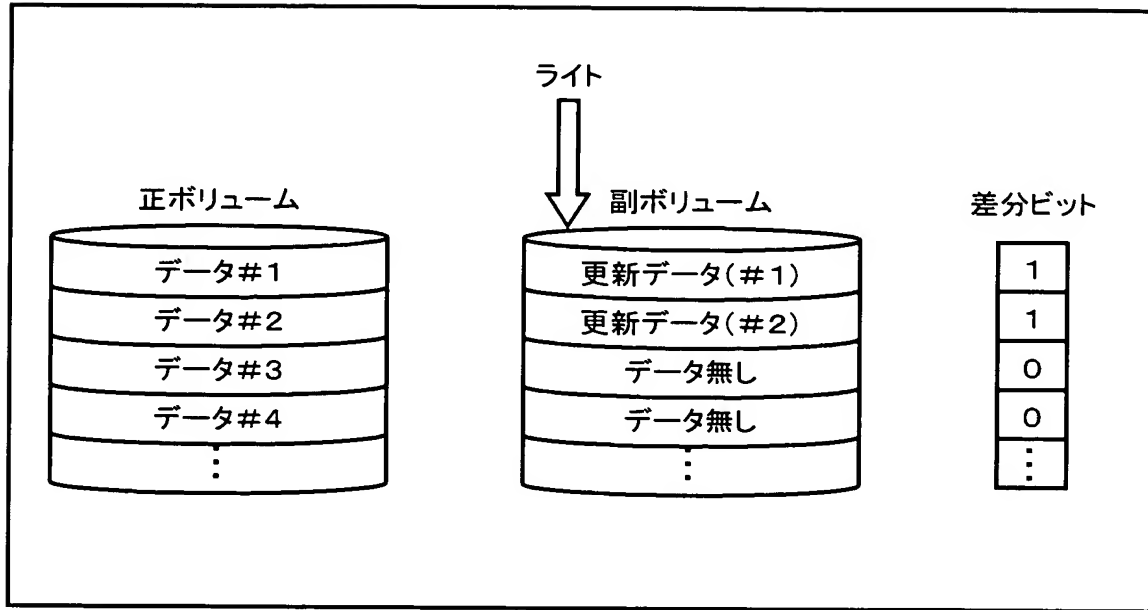 ライト
正ボリューム
データ#1
データ#2
データ#3
データ#4
⋮
副ボリューム
更新データ(#1)
更新データ(#2)
データ無し
データ無し
⋮
差分ビット
1
1
0
0
⋮